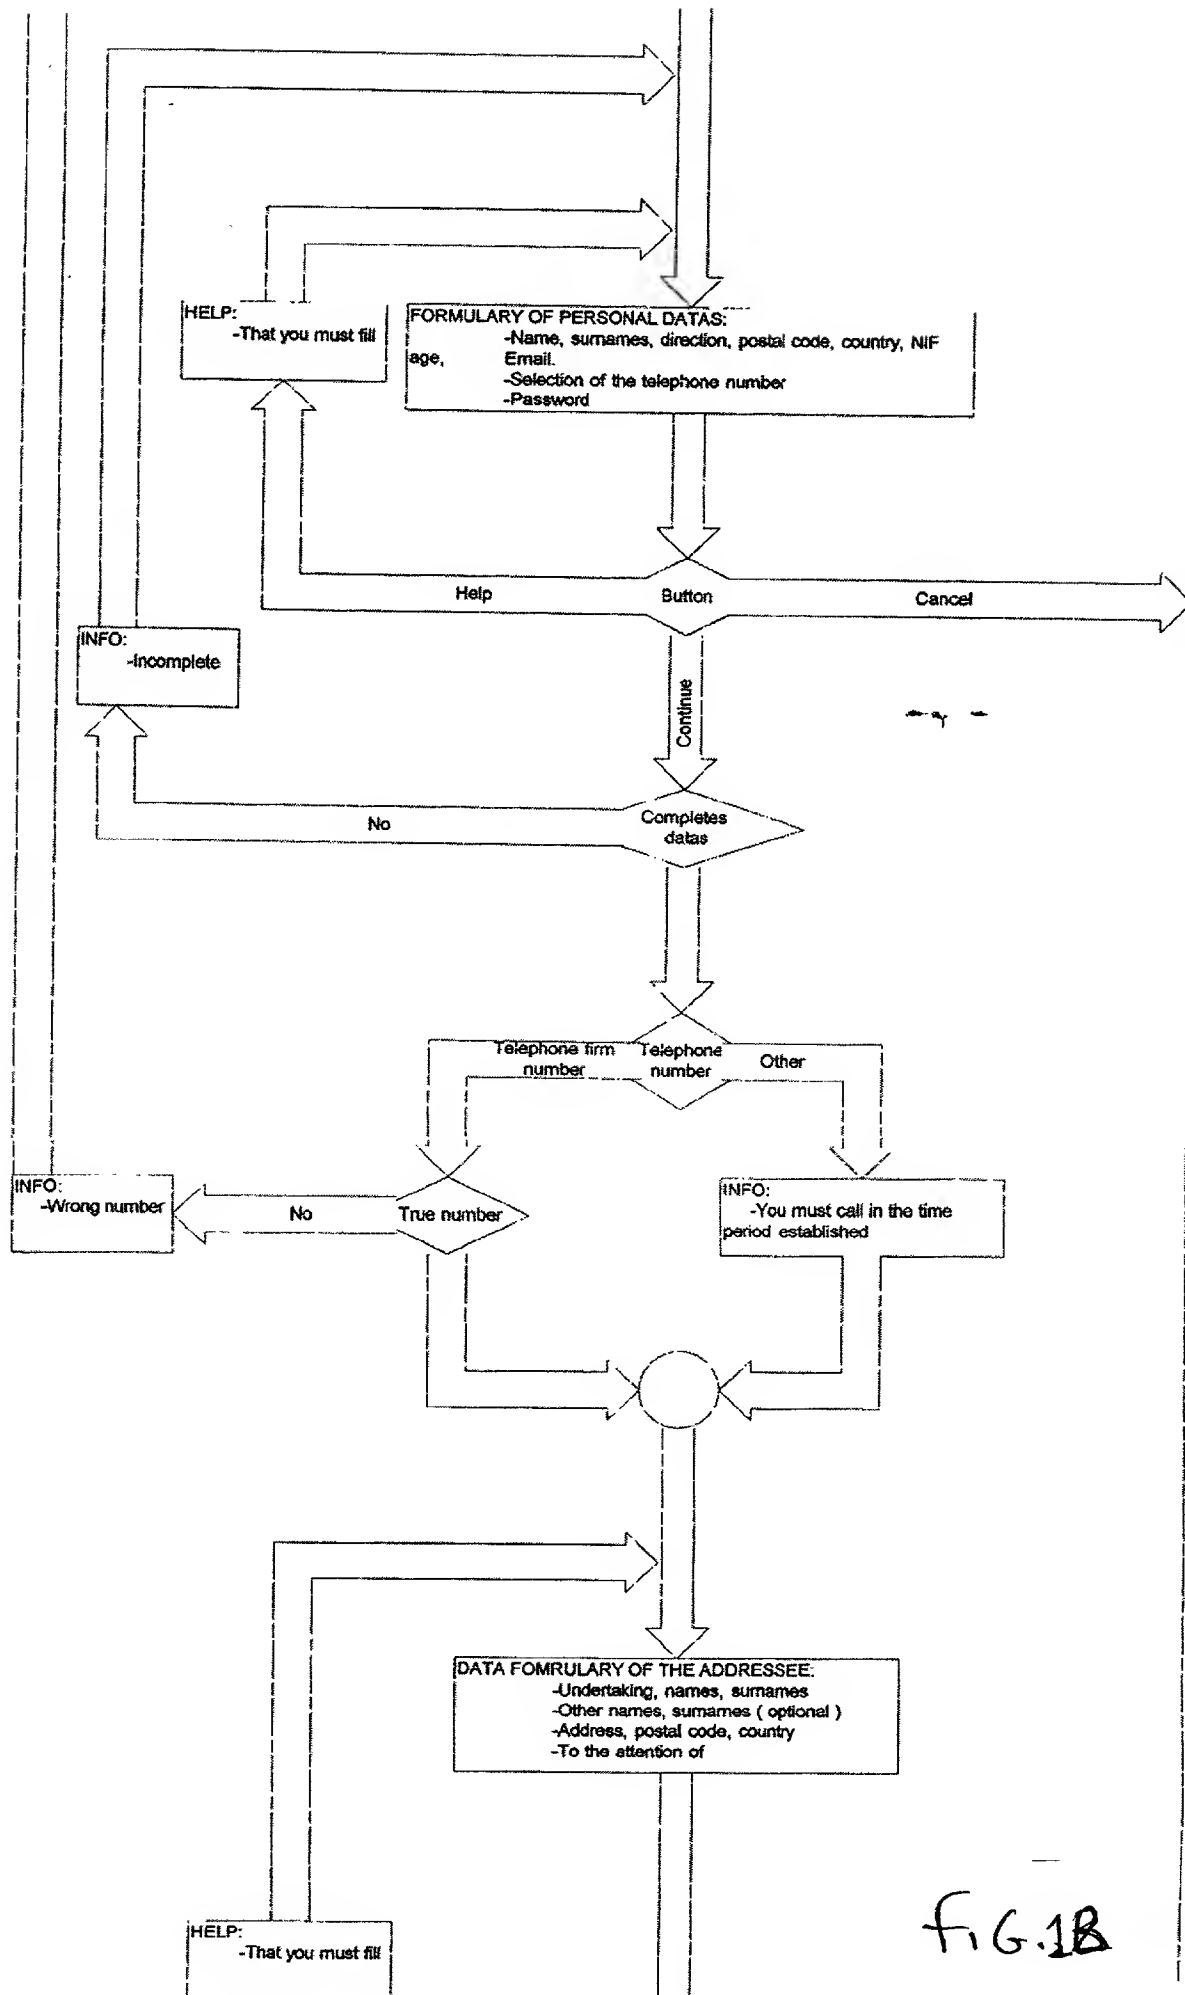 HELP:
-That you must fill
FORMULARY OF PERSONAL DATAS:
-Name, surnames, direction, postal code, country, NIF
age, Email.
-Selection of the telephone number
-Password
Help
Button
Cancel
INFO:
-Incomplete
Continue
Completes
datas
No
Telephone firm
number
Telephone
number
Other
INFO:
-Wrong number
No
True number
INFO:
-You must call in the time
period established
DATA FOMRULARY OF THE ADDRESSEE:
-Undertaking, names, surnames
-Other names, surnames ( optional )
-Address, postal code, country
-To the attention of
HELP:
-That you must fill
FIG.1B